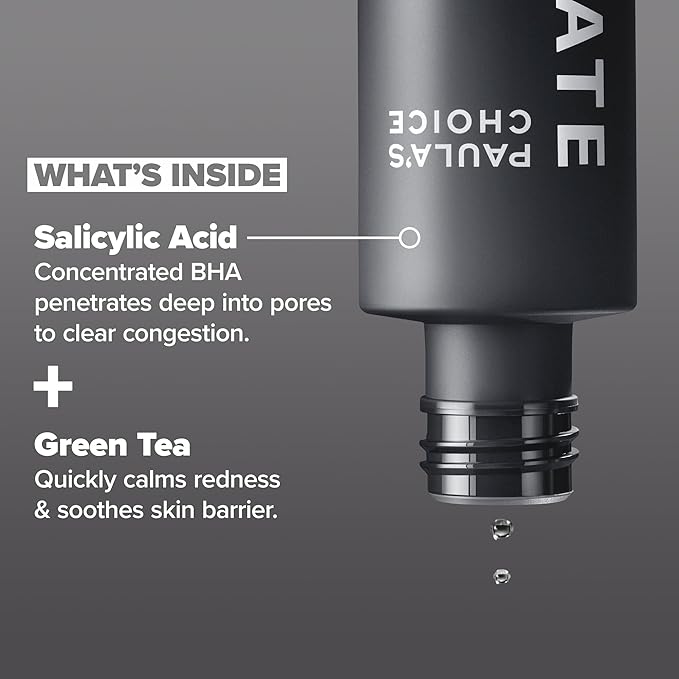 WHAT'S INSIDE
Salicylic Acid
Concentrated BHA
penetrates deep into pores
to clear congestion.
+
Green Tea
Quickly calms redness
& soothes skin barrier.
PAULA'S
CHOICE
ATE